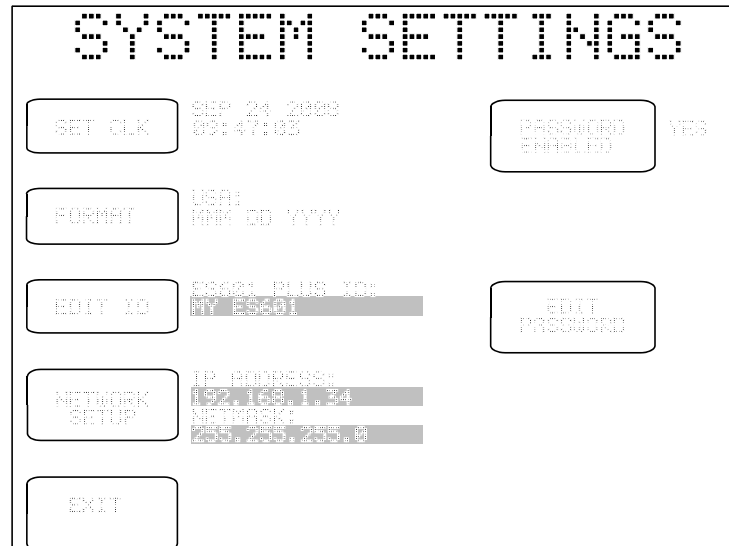 SYSTEM SETTINGS
SET CLK
SEP 24 2009
09:47:03
PASSWORD
ENABLED
YES
FORMAT
USA:
MMM DD YYYY
EDIT ID
ES601 PLUS ID:
MY ES601
EDIT
PASSWORD
NETWORK
SETUP
IP ADDRESS:
192.168.1.34
NETMASK:
255.255.255.0
EXIT